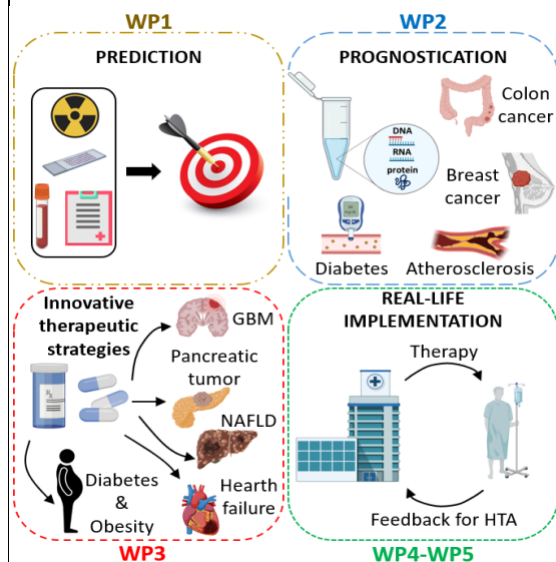 WP1
PREDICTION
WP2
PROGNOSTICATION
DNA
RNA
protein
Colon
cancer
Breast
cancer
Diabetes
Atherosclerosis
Innovative
therapeutic
strategies
GBM
Pancreatic
tumor
NAFLD
Diabetes
&
Obesity
Hearth
failure
WP3
REAL-LIFE
IMPLEMENTATION
Therapy
Feedback for HTA
WP4-WP5